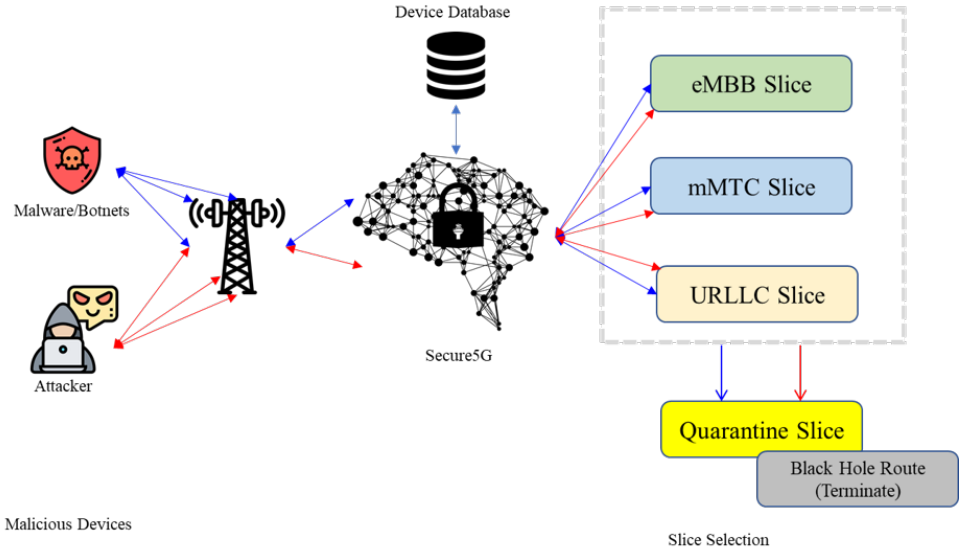 Device Database
eMBB Slice
Malware/Botnets
mMTC Slice
URLLC Slice
Secure5G
Attacker
Quarantine Slice
Black Hole Route
(Terminate)
Malicious Devices
Slice Selection